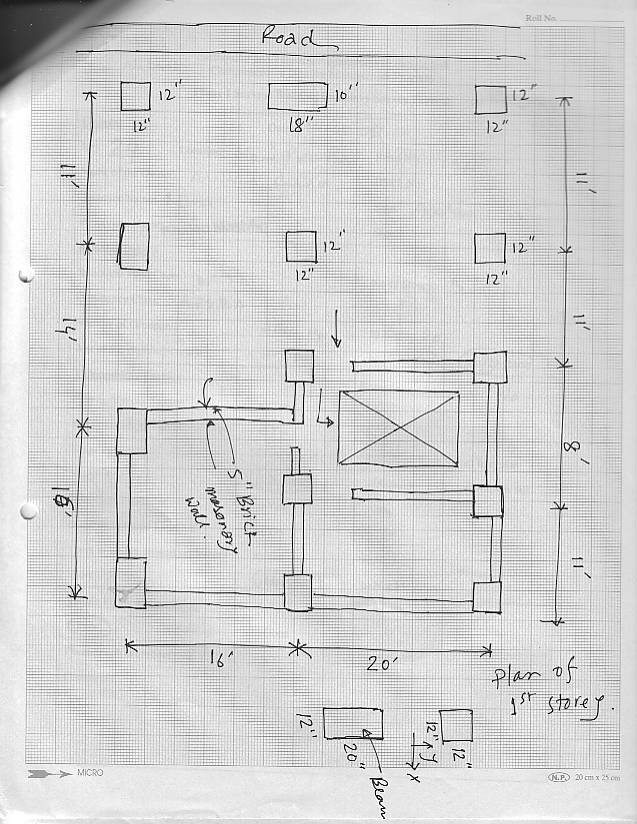 Roll No.
Road
12"
12"
10"
18"
12"
12"
11'
11'
12"
12"
12"
12"
14'
11'
8'
5" Brick
masonory
wall.
11'
16'
20'
Plan of
1st storey.
12"
20"
Beam
12"
12"
y
x
MICRO
N.P. 20 cm x 25 cm